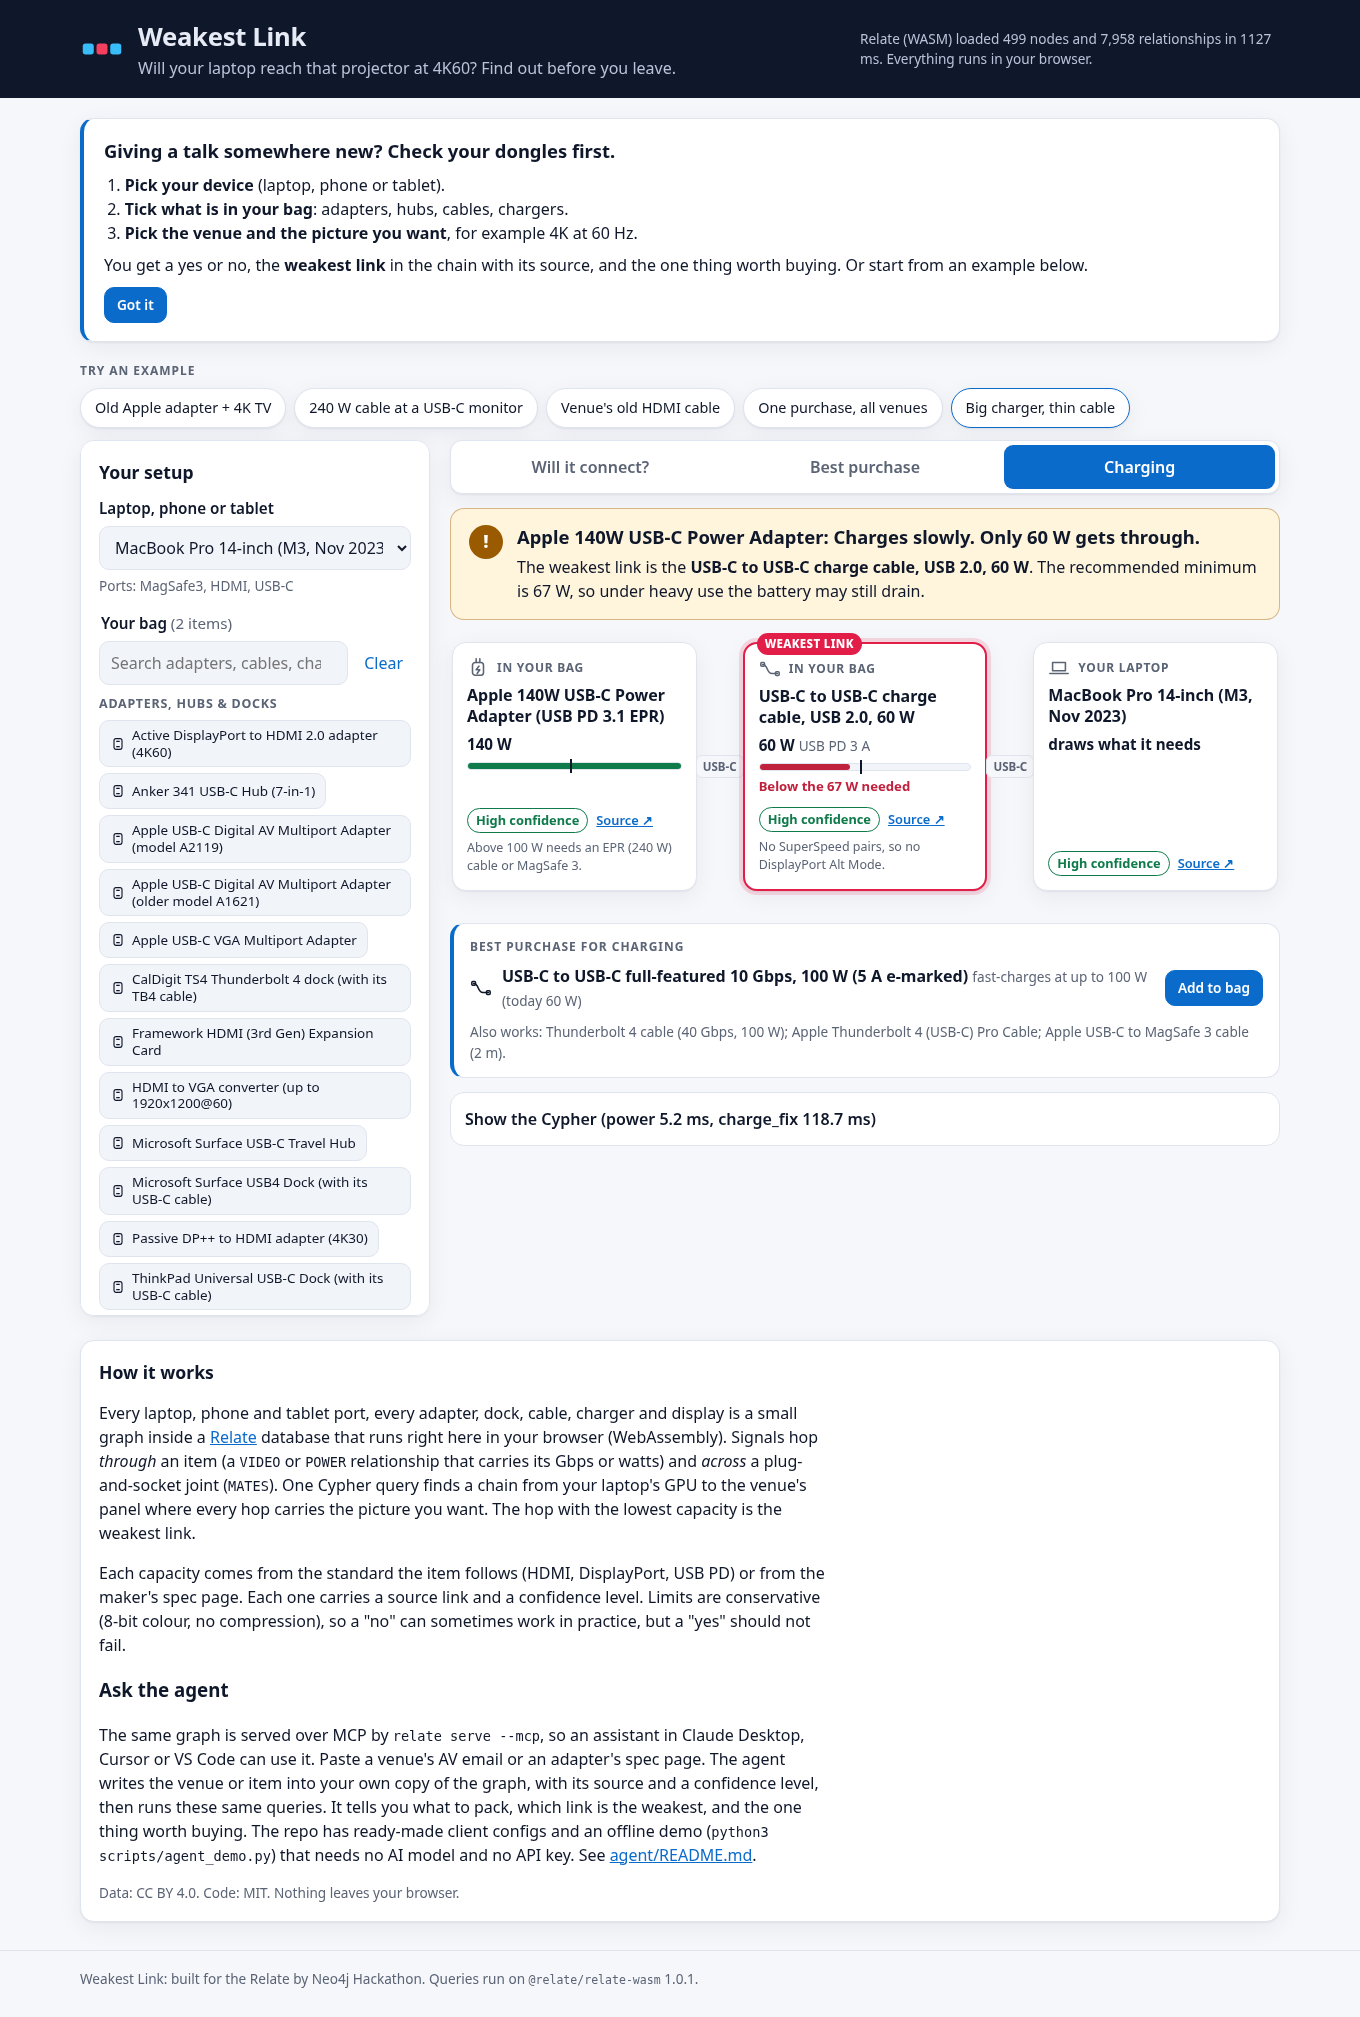 Weakest Link
Will your laptop reach that projector at 4K60? Find out before you leave.
Relate (WASM) loaded 499 nodes and 7,958 relationships in 1127
ms. Everything runs in your browser.
Giving a talk somewhere new? Check your dongles first.
1. Pick your device (laptop, phone or tablet).
2. Tick what is in your bag: adapters, hubs, cables, chargers.
3. Pick the venue and the picture you want, for example 4K at 60 Hz.
You get a yes or no, the weakest link in the chain with its source, and the one thing worth buying. Or start from an example below.
Got it
TRY AN EXAMPLE
Old Apple adapter + 4K TV
240 W cable at a USB-C monitor
Venue's old HDMI cable
One purchase, all venues
Big charger, thin cable
Your setup
Laptop, phone or tablet
MacBook Pro 14-inch (M3, Nov 2023
Ports: MagSafe3, HDMI, USB-C
Your bag (2 items)
Search adapters, cables, cha
Clear
ADAPTERS, HUBS & DOCKS
Active DisplayPort to HDMI 2.0 adapter
(4K60)
Anker 341 USB-C Hub (7-in-1)
Apple USB-C Digital AV Multiport Adapter
(model A2119)
Apple USB-C Digital AV Multiport Adapter
(older model A1621)
Apple USB-C VGA Multiport Adapter
CalDigit TS4 Thunderbolt 4 dock (with its
TB4 cable)
Framework HDMI (3rd Gen) Expansion
Card
HDMI to VGA converter (up to
1920x1200@60)
Microsoft Surface USB-C Travel Hub
Microsoft Surface USB4 Dock (with its
USB-C cable)
Passive DP++ to HDMI adapter (4K30)
ThinkPad Universal USB-C Dock (with its
USB-C cable)
Will it connect?
Best purchase
Charging
!
Apple 140W USB-C Power Adapter: Charges slowly. Only 60 W gets through.
The weakest link is the USB-C to USB-C charge cable, USB 2.0, 60 W. The recommended minimum
is 67 W, so under heavy use the battery may still drain.
IN YOUR BAG
Apple 140W USB-C Power
Adapter (USB PD 3.1 EPR)
140 W
High confidence Source ↗
Above 100 W needs an EPR (240 W)
cable or MagSafe 3.
USB-C
WEAKEST LINK
IN YOUR BAG
USB-C to USB-C charge
cable, USB 2.0, 60 W
60 W USB PD 3 A
Below the 67 W needed
High confidence Source ↗
No SuperSpeed pairs, so no
DisplayPort Alt Mode.
USB-C
YOUR LAPTOP
MacBook Pro 14-inch (M3,
Nov 2023)
draws what it needs
High confidence Source ↗
BEST PURCHASE FOR CHARGING
USB-C to USB-C full-featured 10 Gbps, 100 W (5 A e-marked) fast-charges at up to 100 W
(today 60 W)
Add to bag
Also works: Thunderbolt 4 cable (40 Gbps, 100 W); Apple Thunderbolt 4 (USB-C) Pro Cable; Apple USB-C to MagSafe 3 cable
(2 m).
Show the Cypher (power 5.2 ms, charge_fix 118.7 ms)
How it works
Every laptop, phone and tablet port, every adapter, dock, cable, charger and display is a small
graph inside a Relate database that runs right here in your browser (WebAssembly). Signals hop
through an item (a VIDEO or POWER relationship that carries its Gbps or watts) and across a plug-
and-socket joint (MATES). One Cypher query finds a chain from your laptop's GPU to the venue's
panel where every hop carries the picture you want. The hop with the lowest capacity is the
weakest link.
Each capacity comes from the standard the item follows (HDMI, DisplayPort, USB PD) or from the
maker's spec page. Each one carries a source link and a confidence level. Limits are conservative
(8-bit colour, no compression), so a "no" can sometimes work in practice, but a "yes" should not
fail.
Ask the agent
The same graph is served over MCP by relate serve --mcp, so an assistant in Claude Desktop,
Cursor or VS Code can use it. Paste a venue's AV email or an adapter's spec page. The agent
writes the venue or item into your own copy of the graph, with its source and a confidence level,
then runs these same queries. It tells you what to pack, which link is the weakest, and the one
thing worth buying. The repo has ready-made client configs and an offline demo (python3
scripts/agent_demo.py) that needs no AI model and no API key. See agent/README.md.
Data: CC BY 4.0. Code: MIT. Nothing leaves your browser.
Weakest Link: built for the Relate by Neo4j Hackathon. Queries run on @relate/relate-wasm 1.0.1.